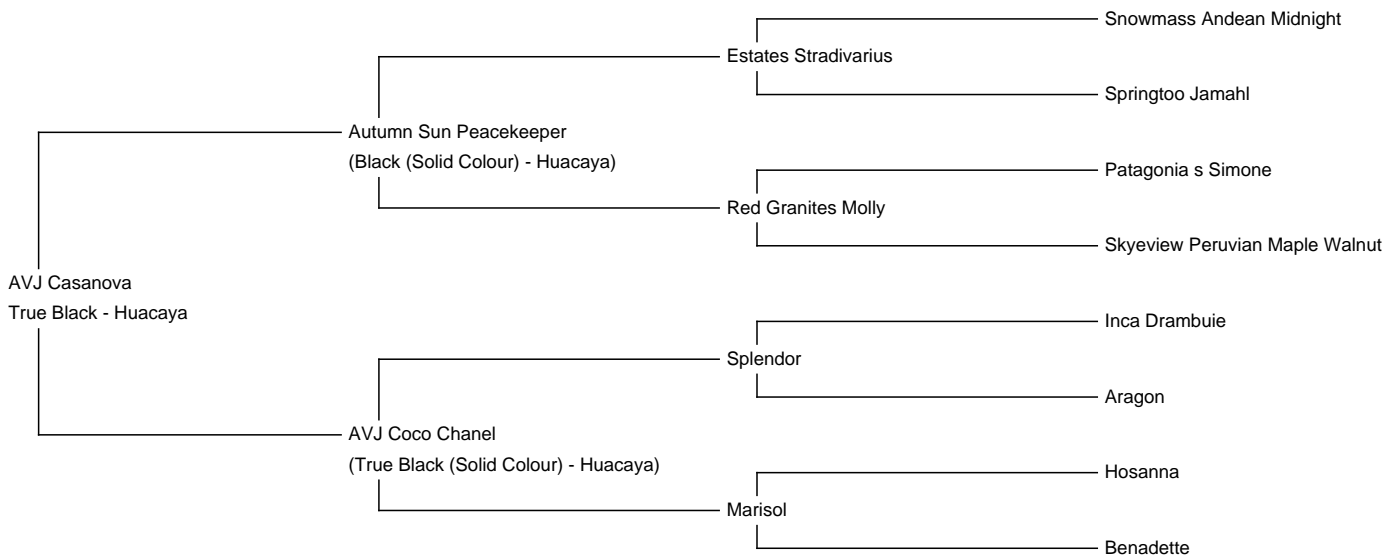 Snowmass Andean Midnight
Estates Stradivarius
Springtoo Jamahl
Autumn Sun Peacekeeper
(Black (Solid Colour) - Huacaya)
Patagonia s Simone
Red Granites Molly
Skyeview Peruvian Maple Walnut
AVJ Casanova
True Black - Huacaya
Inca Drambuie
Splendor
Aragon
AVJ Coco Chanel
(True Black (Solid Colour) - Huacaya)
Hosanna
Marisol
Benadette